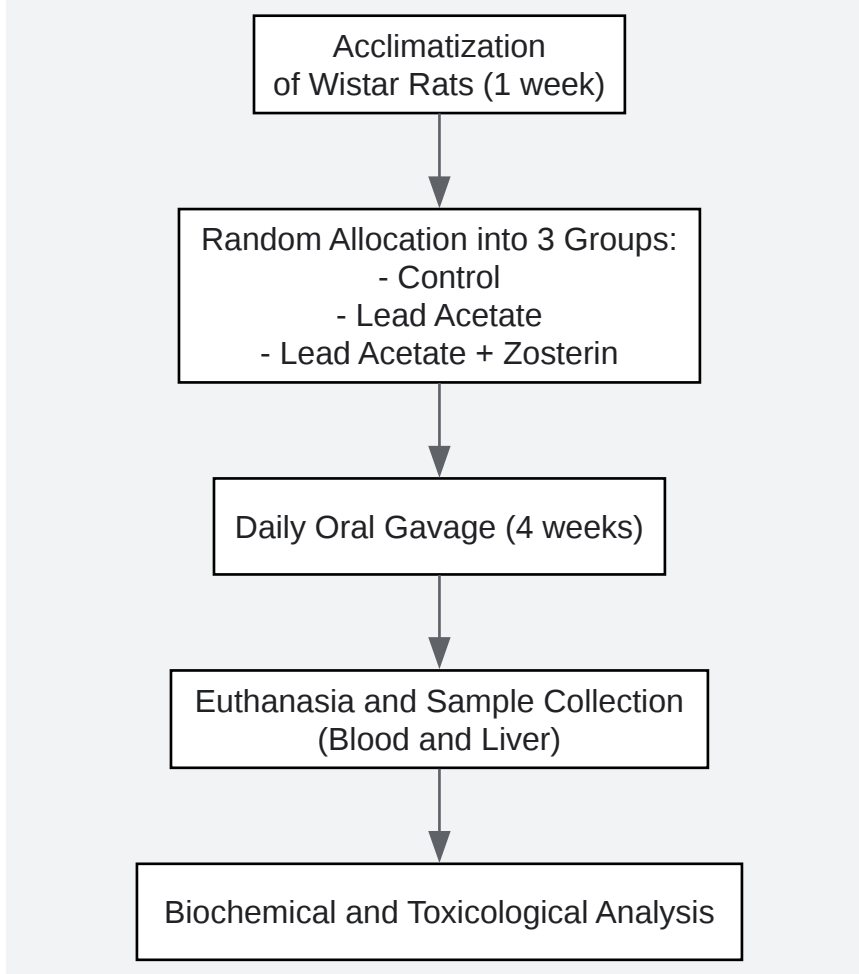 Acclimatization
of Wistar Rats (1 week)
Random Allocation into 3 Groups:
- Control
- Lead Acetate
- Lead Acetate + Zosterin
Daily Oral Gavage (4 weeks)
Euthanasia and Sample Collection
(Blood and Liver)
Biochemical and Toxicological Analysis